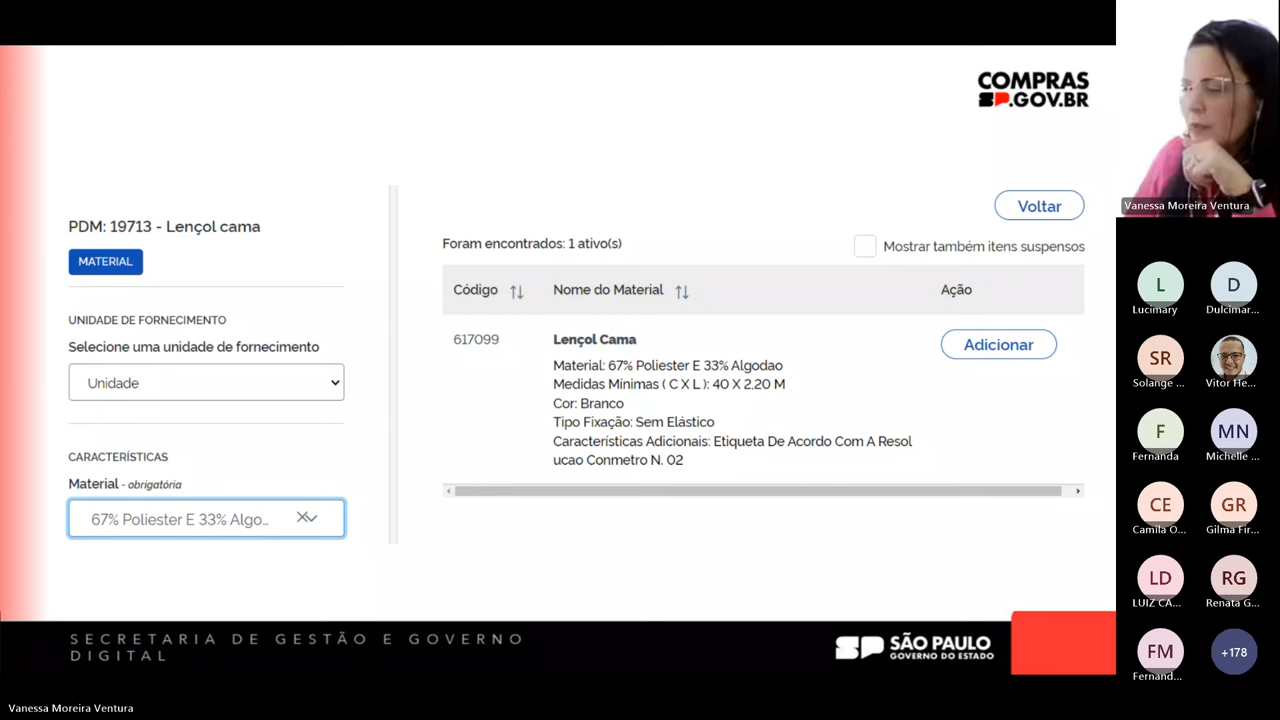 COMPRAS
SP.GOV.BR
PDM: 19713 - Lençol cama
MATERIAL
UNIDADE DE FORNECIMENTO
Selecione uma unidade de fornecimento
Unidade
CARACTERÍSTICAS
Material - obrigatória
67% Poliester E 33% Algo...
Voltar
Foram encontrados: 1 ativo(s)
Mostrar também itens suspensos
Código
Nome do Material
Ação
617099
Lençol Cama
Adicionar
Material: 67% Poliester E 33% Algodao
Medidas Mínimas ( C X L ): 40 X 2,20 M
Cor: Branco
Tipo Fixação: Sem Elástico
Características Adicionais: Etiqueta De Acordo Com A Resol
ucao Conmetro N. 02
SECRETARIA DE GESTÃO E GOVERNO
DIGITAL
SP SÃO PAULO
GOVERNO DO ESTADO
Vanessa Moreira Ventura
L
D
Lucimary
Dulcimar...
SR
Solange ...
Vitor He...
F
MN
Fernanda
Michelle ...
CE
GR
Camila O...
Gilma Fir...
LD
RG
LUIZ CA...
Renata G...
FM
+178
Fernand...
Vanessa Moreira Ventura